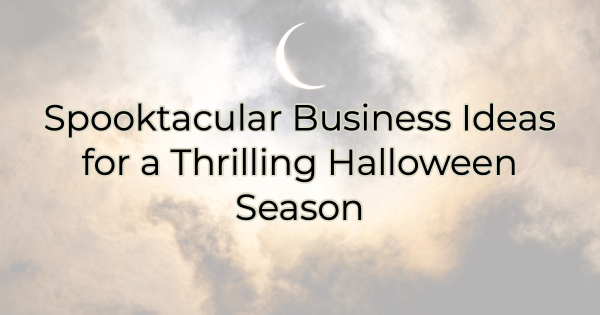 Spooktacular Business Ideas
for a Thrilling Halloween
Season